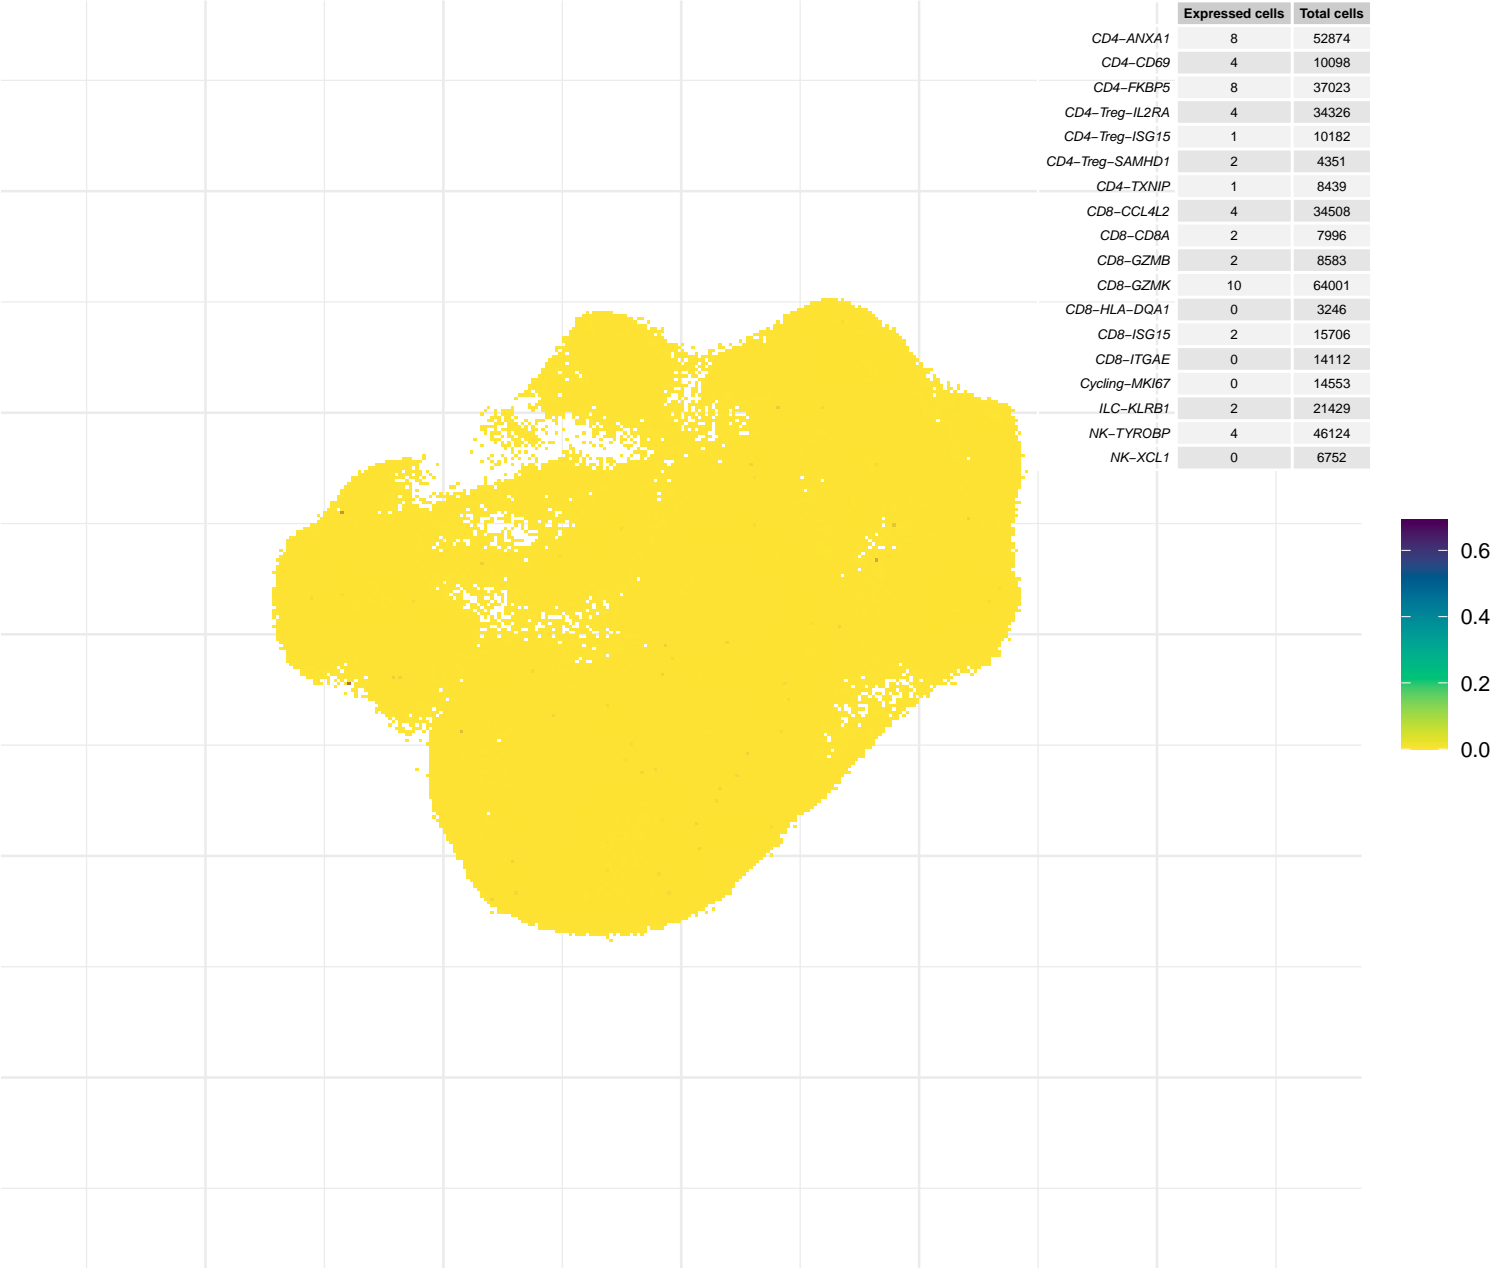 Expressed cells Total cells
CD4−ANXA1 8 52874
CD4−CD69 4 10098
CD4−FKBP5 8 37023
CD4−Treg−IL2RA 4 34326
CD4−Treg−ISG15 1 10182
CD4−Treg−SAMHD1 2 4351
CD4−TXNIP 1 8439
CD8−CCL4L2 4 34508
CD8−CD8A 2 7996
CD8−GZMB 2 8583
CD8−GZMK 10 64001
CD8−HLA−DQA1 0 3246
CD8−ISG15 2 15706
CD8−ITGAE 0 14112
Cycling−MKI67 0 14553
ILC−KLRB1 2 21429
NK−TYROBP 4 46124
NK−XCL1 0 6752
0.6
0.4
0.2
0.0